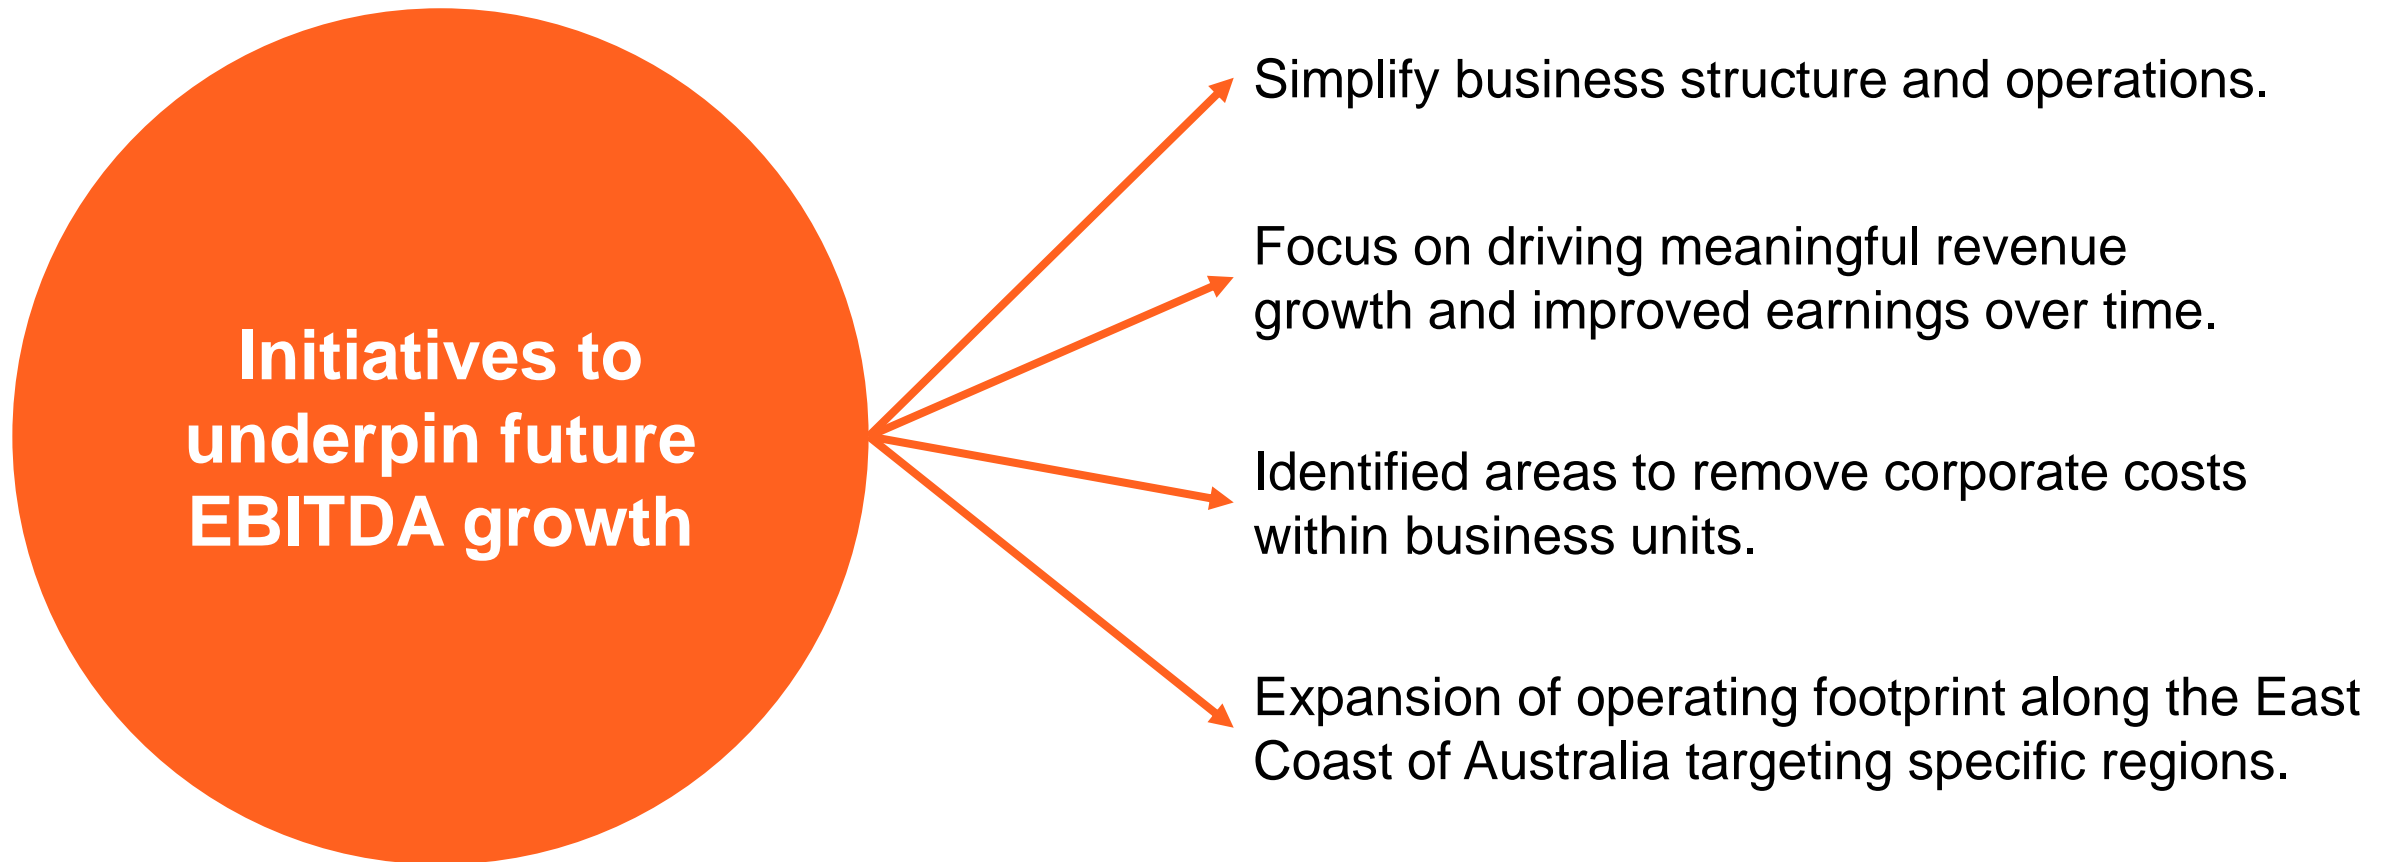 Initiatives to
underpin future
EBITDA growth
Simplify business structure and operations.
Focus on driving meaningful revenue
growth and improved earnings over time.
Identified areas to remove corporate costs
within business units.
Expansion of operating footprint along the East
Coast of Australia targeting specific regions.